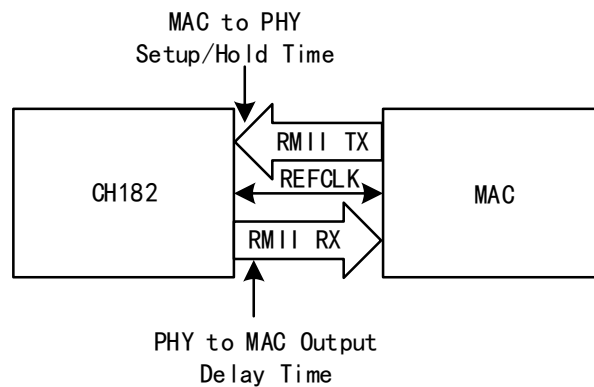 MAC to PHY
Setup/Hold Time
RMII TX
CH182
REFCLK
MAC
RMII RX
PHY to MAC Output
Delay Time